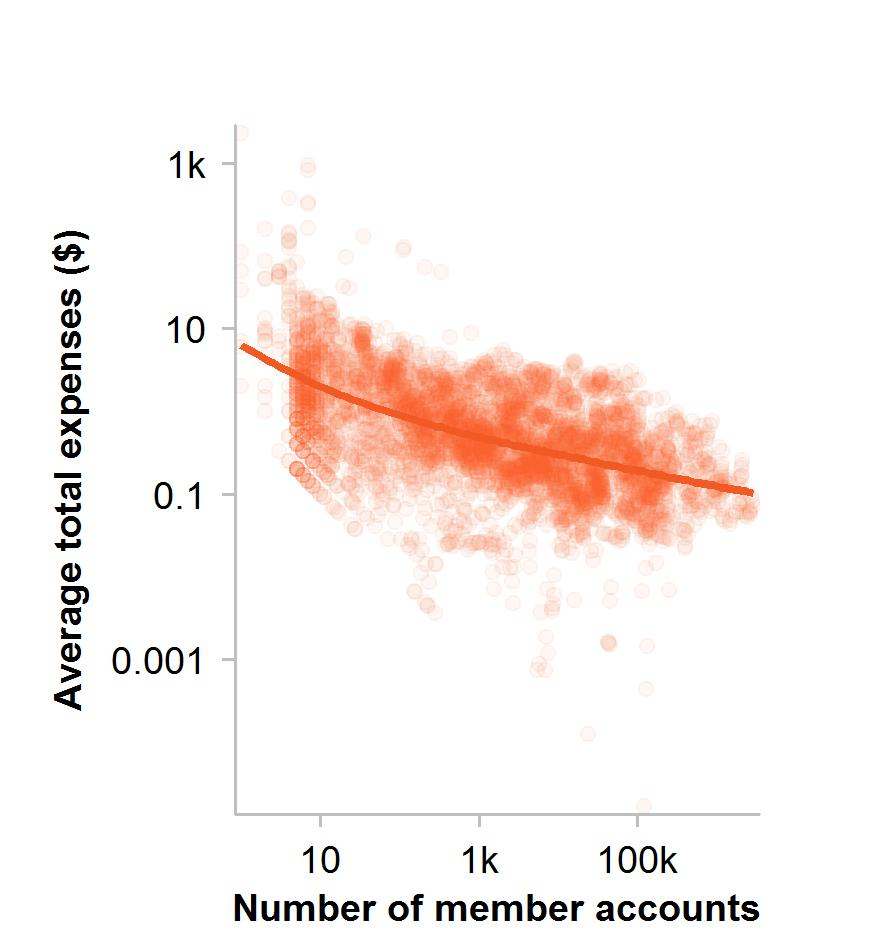 Average total expenses ($)
1k
10
0.1
0.001
10 1k 100k
Number of member accounts